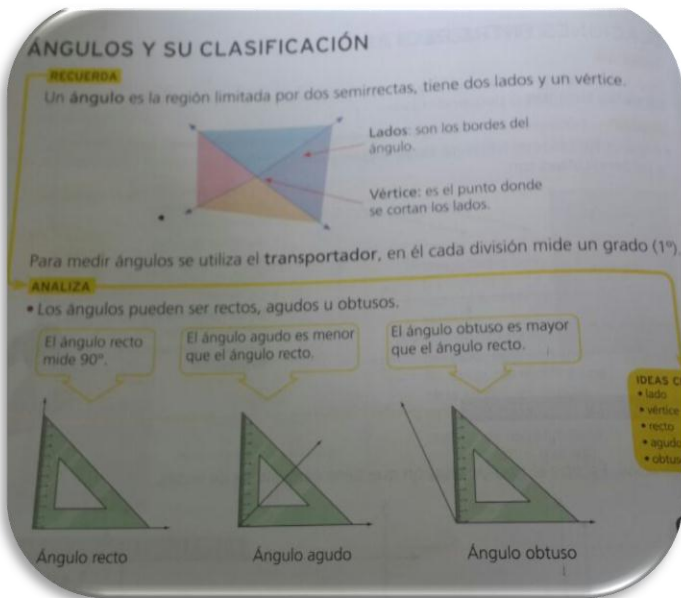 ÁNGULOS Y SU CLASIFICACIÓN
RECUERDA
Un ángulo es la región limitada por dos semirrectas, tiene dos lados y un vértice.
Lados: son los bordes del
ángulo.
Vértice: es el punto donde
se cortan los lados.
Para medir ángulos se utiliza el transportador, en él cada división mide un grado (1º).
ANALIZA
• Los ángulos pueden ser rectos, agudos u obtusos.
El ángulo recto
mide 90º.
El ángulo agudo es menor
que el ángulo recto.
El ángulo obtuso es mayor
que el ángulo recto.
IDEAS C
• lado
• vértice
• recto
• agudo
• obtus
Ángulo recto
Ángulo agudo
Ángulo obtuso